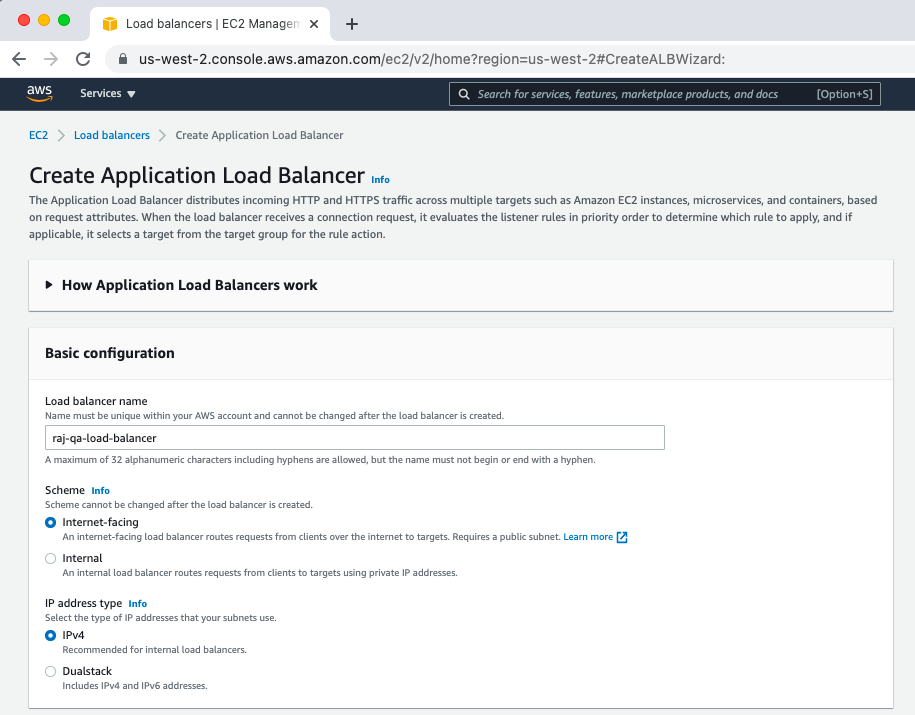 Load balancers | EC2 Managem
us-west-2.console.aws.amazon.com/ec2/v2/home?region=us-west-2#CreateALBWizard:
aws Services Search for services, features, marketplace products, and docs [Option+S]
EC2 Load balancers Create Application Load Balancer
Create Application Load Balancer Info
The Application Load Balancer distributes incoming HTTP and HTTPS traffic across multiple targets such as Amazon EC2 instances, microservices, and containers, based
on request attributes. When the load balancer receives a connection request, it evaluates the listener rules in priority order to determine which rule to apply, and if
applicable, it selects a target from the target group for the rule action.
How Application Load Balancers work
Basic configuration
Load balancer name
Name must be unique within your AWS account and cannot be changed after the load balancer is created.
raj-qa-load-balancer
A maximum of 32 alphanumeric characters including hyphens are allowed, but the name must not begin or end with a hyphen.
Scheme Info
Scheme cannot be changed after the load balancer is created.
Internet-facing
An internet-facing load balancer routes requests from clients over the internet to targets. Requires a public subnet. Learn more
Internal
An internal load balancer routes requests from clients to targets using private IP addresses.
IP address type Info
Select the type of IP addresses that your subnets use.
IPv4
Recommended for internal load balancers.
Dualstack
Includes IPv4 and IPv6 addresses.